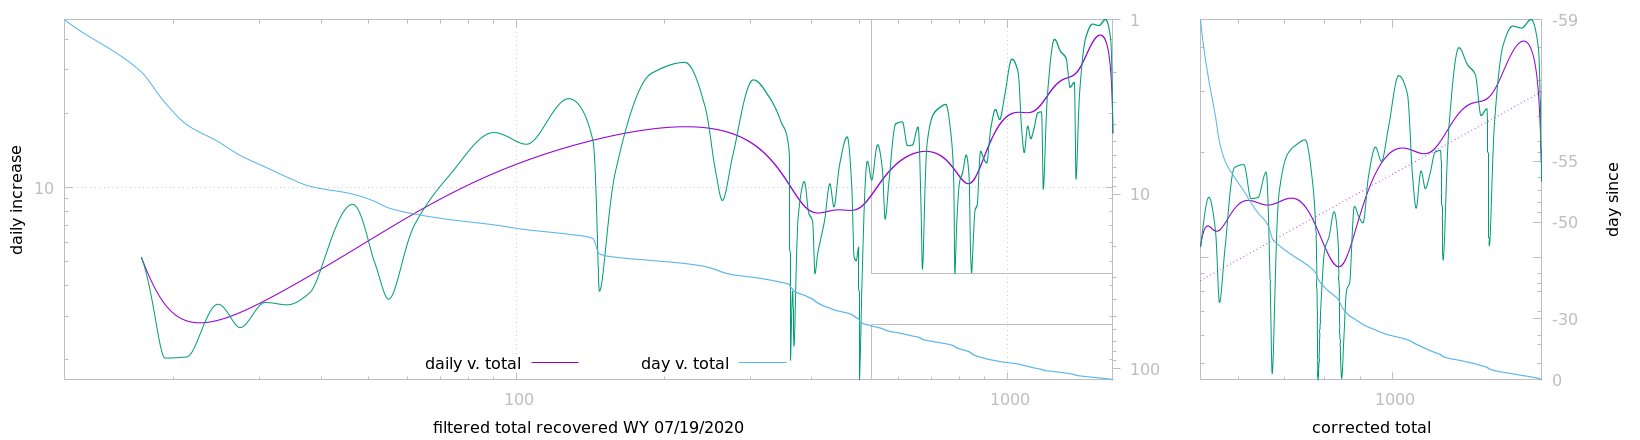 1
-59
-55
10
10
-50
-30
100
0
daily increase
day since
daily v. total
day v. total
100
1000
1000
filtered total recovered WY 07/19/2020
corrected total